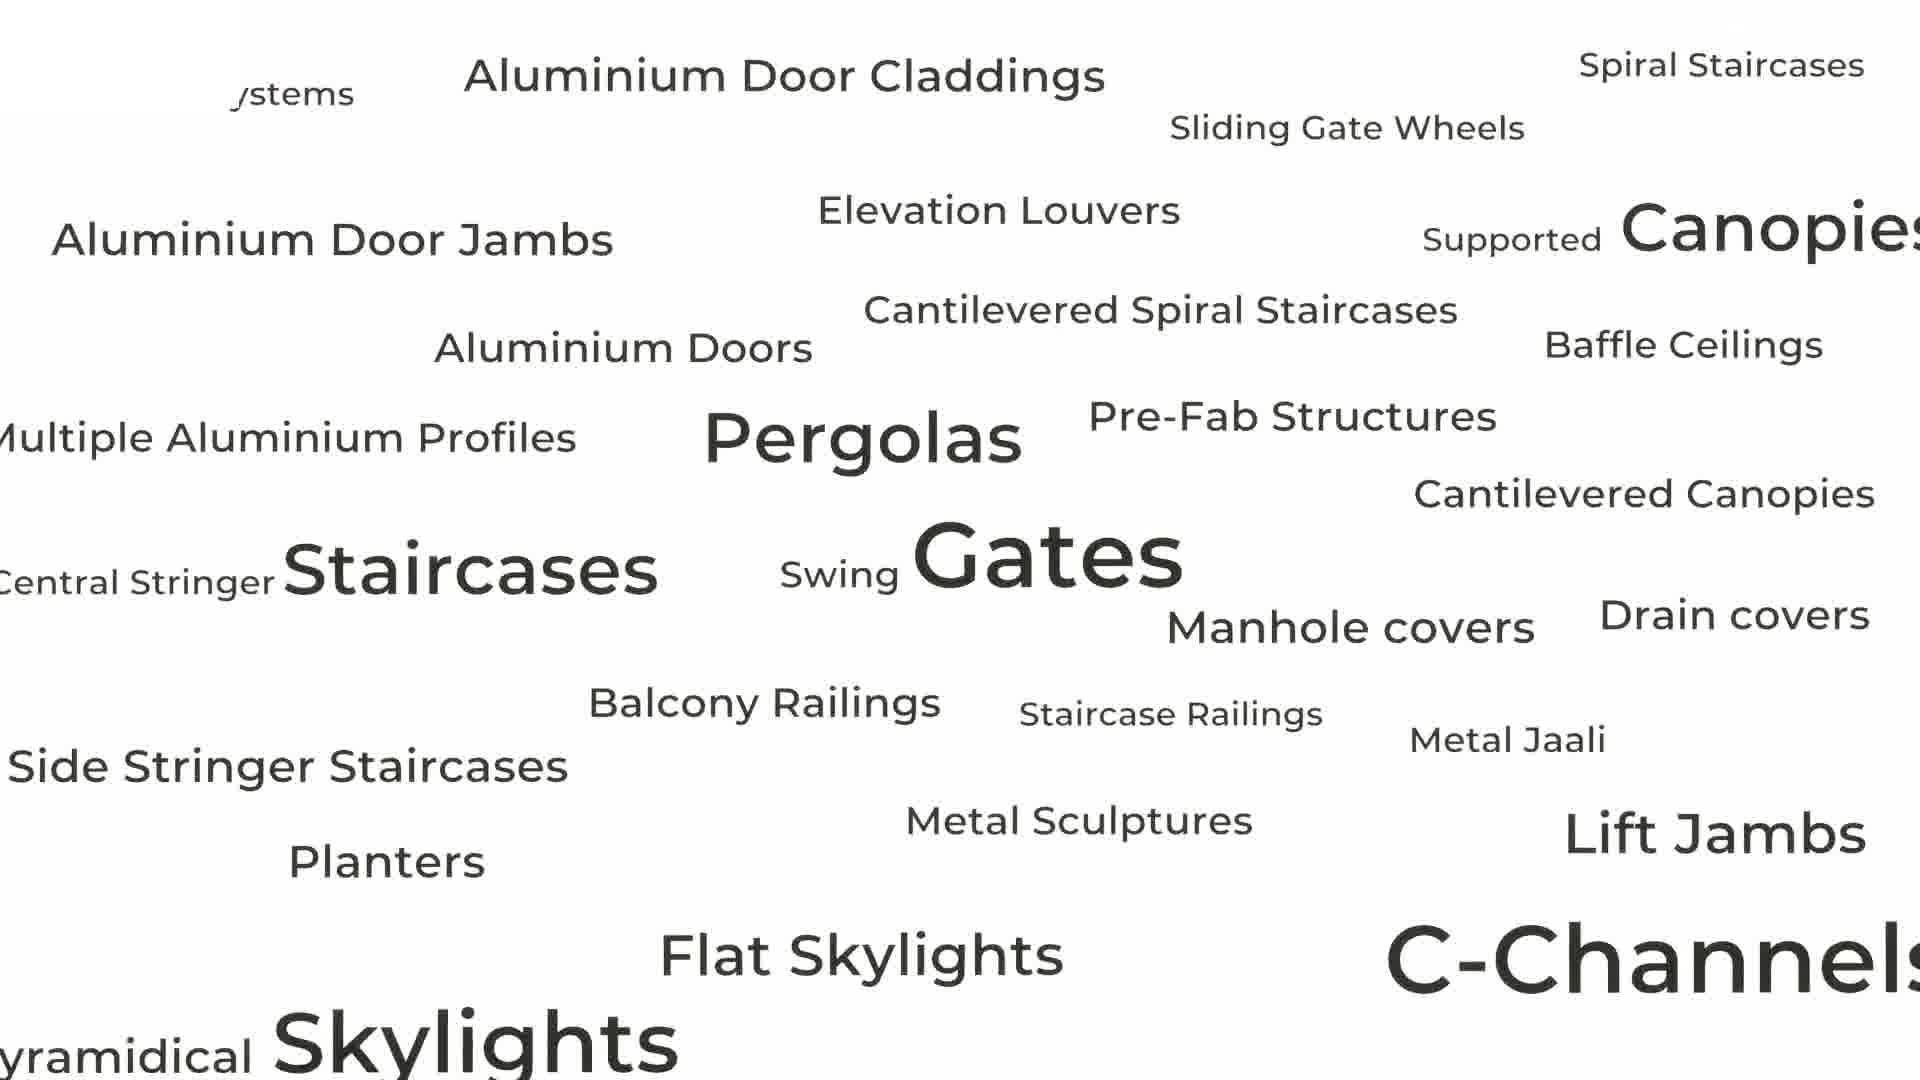 Spiral Staircases
Aluminium Door Claddings
ystems
Sliding Gate Wheels
Elevation Louvers
Supported Canopies
Aluminium Door Jambs
Cantilevered Spiral Staircases
Baffle Ceilings
Aluminium Doors
Pre-Fab Structures
Multiple Aluminium Profiles
Pergolas
Cantilevered Canopies
Swing Gates
Central Stringer Staircases
Drain covers
Manhole covers
Balcony Railings
Staircase Railings
Metal Jaali
Side Stringer Staircases
Metal Sculptures
Lift Jambs
Planters
Flat Skylights
C-Channels
yramidical Skylights